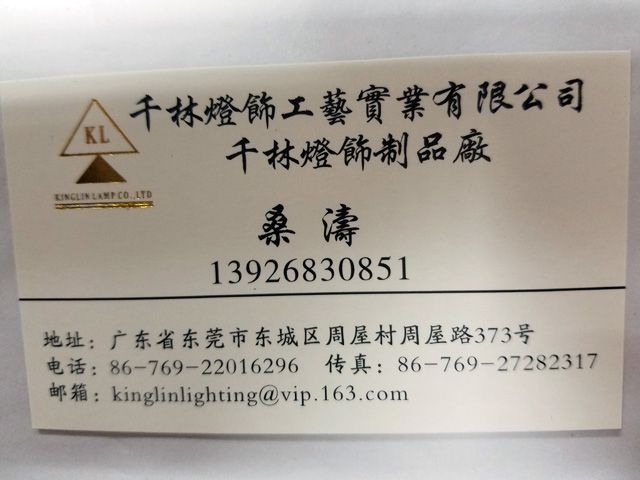 千林燈飾工藝實業有限公司
千林燈飾制品廠
KL
KINGLIN LAMP CO., LTD
桑濤
13926830851
地址：广东省东莞市东城区周屋村周屋路373号
电话：86-769-22016296 传真：86-769-27282317
邮箱：kinglinlighting@vip.163.com